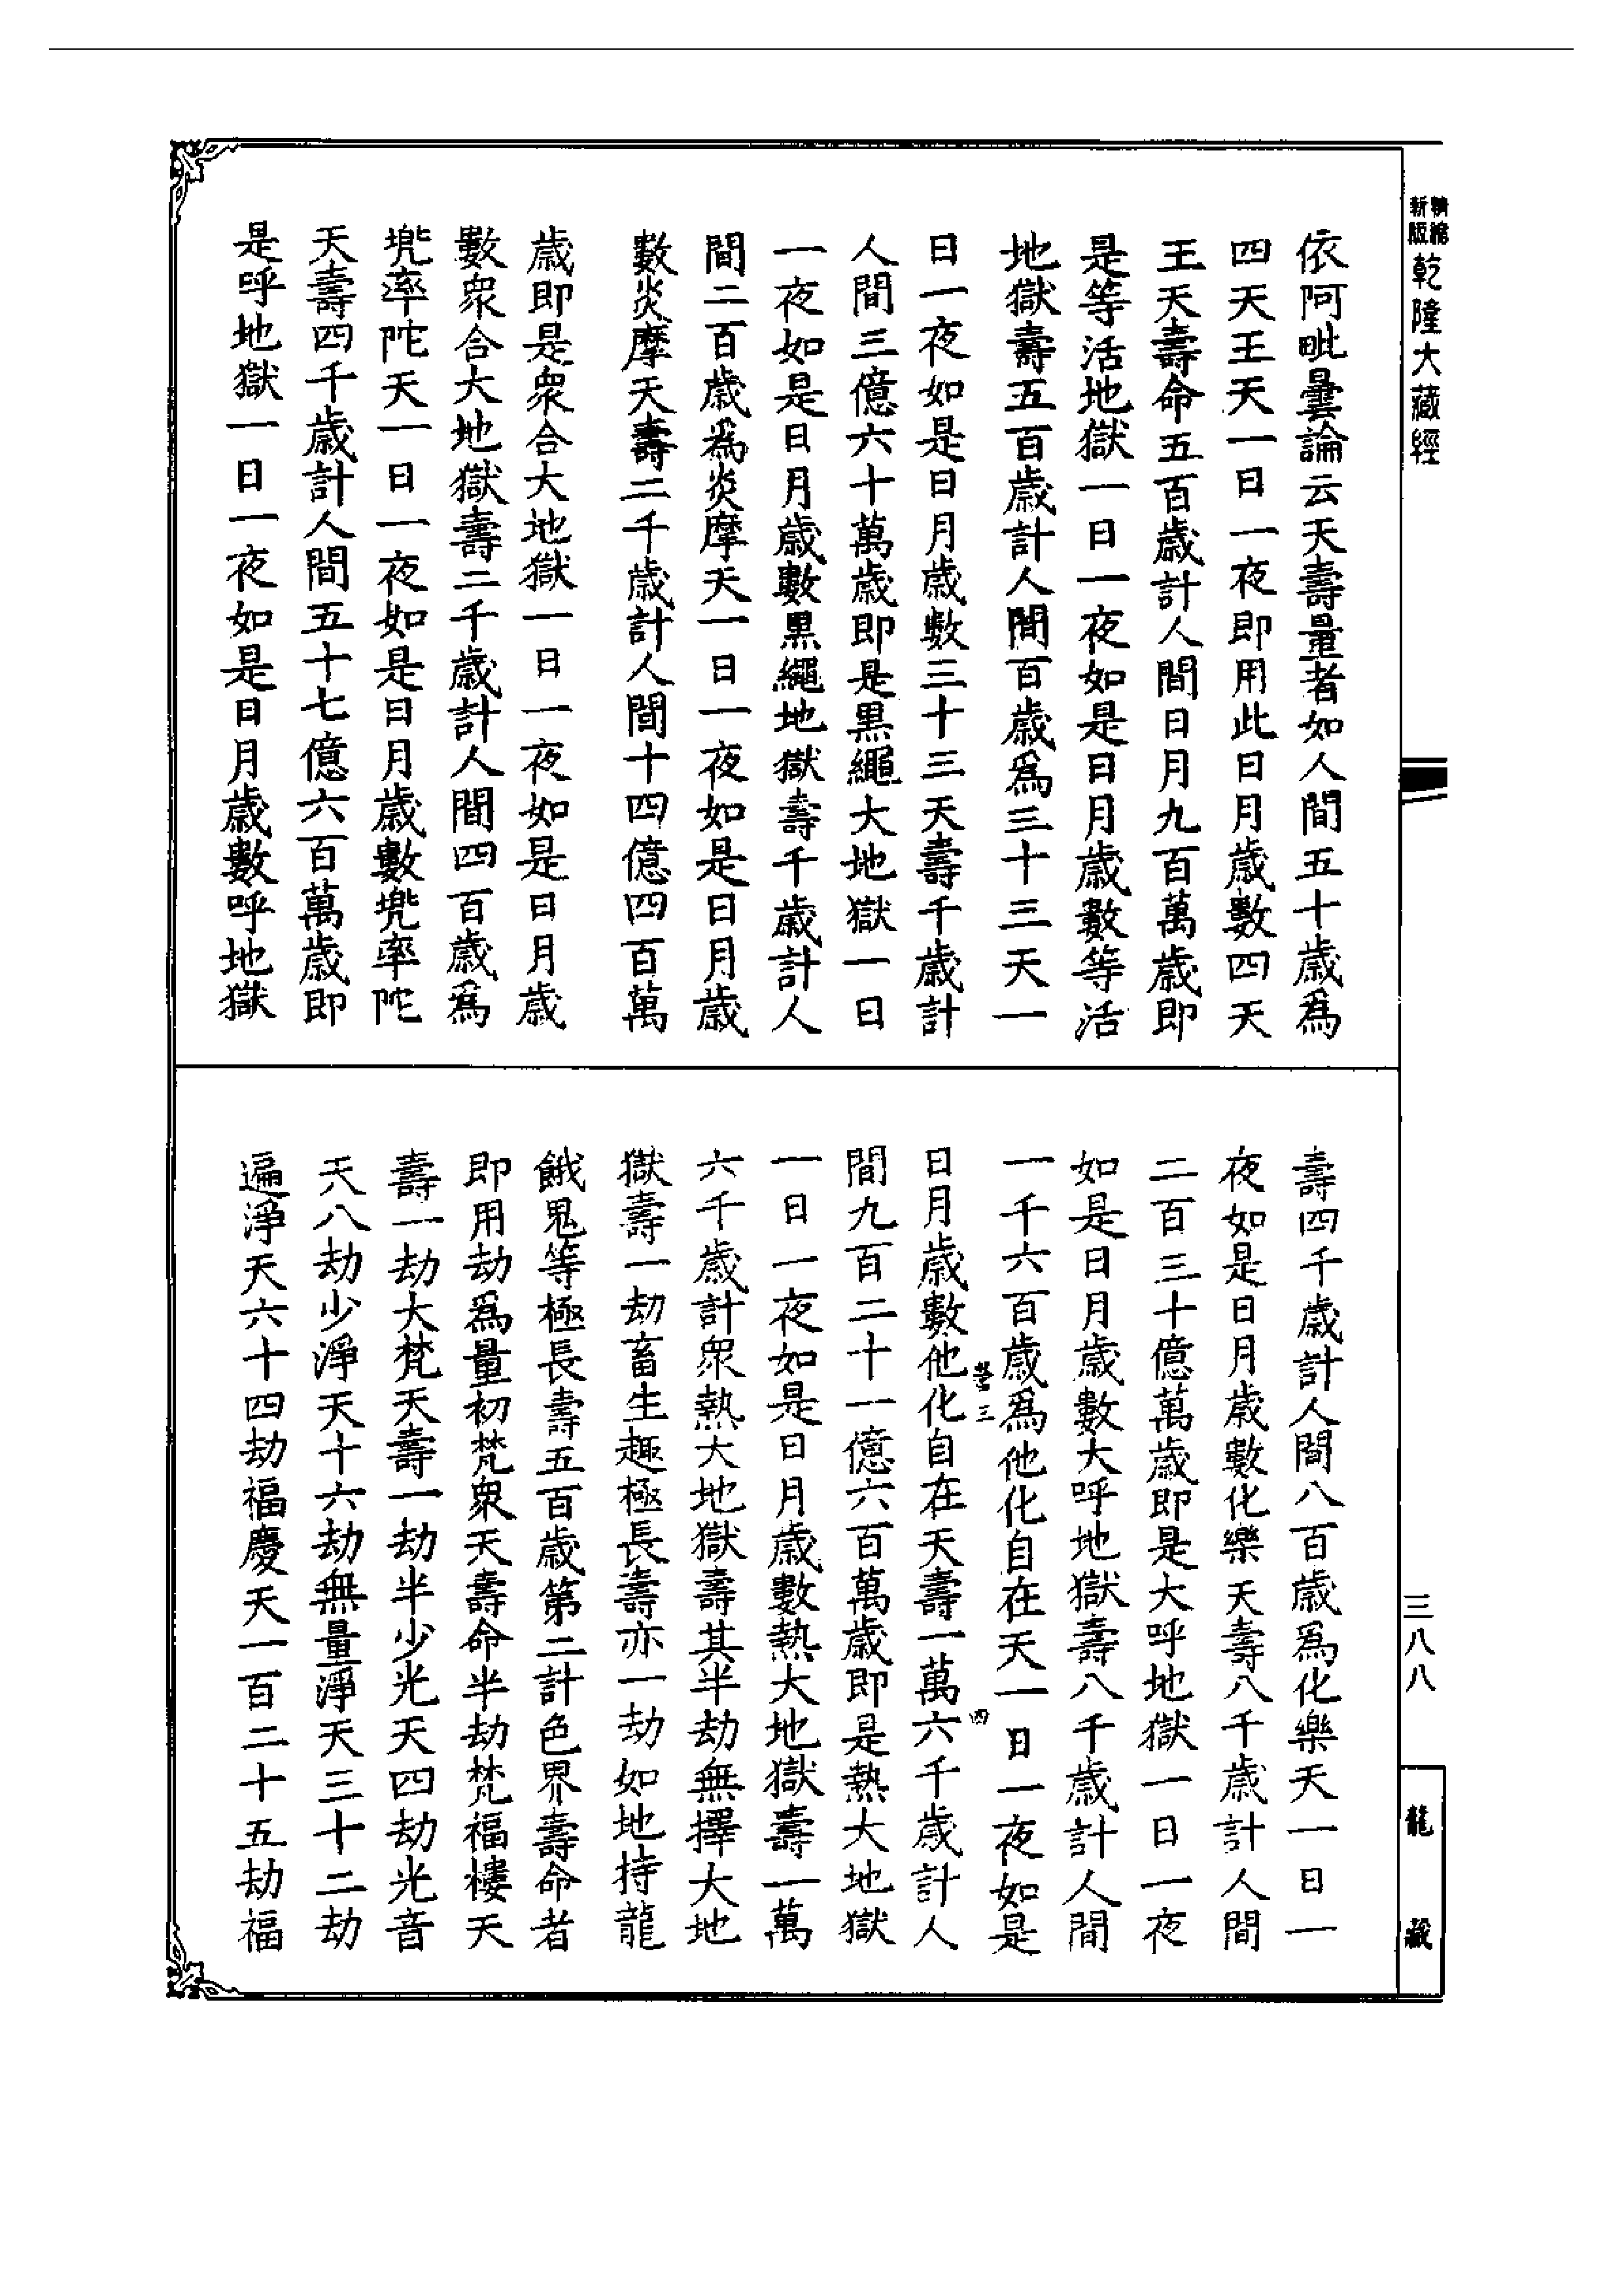 精縮
新版
乾隆大藏經
依阿毗曇論云天壽量者如人間五十歲爲
四天王天一日一夜即用此日月歲數四天
王天壽命五百歲計人間日月九百萬歲即
是等活地獄一日一夜如是日月歲數等活
地獄壽五百歲計人間百歲爲三十三天一
日一夜如是日月歲數三十三天壽千歲計
人間三億六十萬歲即是黑繩大地獄一日
一夜如是日月歲數黑繩地獄壽千歲計人
間二百歲爲炎摩天一日一夜如是日月歲
數炎摩天壽二千歲計人間十四億四百萬
歲即是衆合大地獄一日一夜如是日月歲
數衆合大地獄壽二千歲計人間四百歲爲
兜率陀天一日一夜如是日月歲數兜率陀
天壽四千歲計人間五十七億六百萬歲即
是呼地獄一日一夜如是日月歲數呼地獄
壽四千歲計人間八百歲爲化樂天一日一
夜如是日月歲數化樂天壽八千歲計人間
二百三十億萬歲即是大呼地獄一日一夜
如是日月歲數大呼地獄壽八千歲計人間
一千六百歲爲他化自在天一日一夜如是
日月歲數他化自在天壽一萬六千歲計人
間九百二十一億六百萬歲即是熱大地獄
一日一夜如是日月歲數熱大地獄壽一萬
六千歲計衆熱大地獄壽其半劫無擇大地
獄壽一劫畜生趣極長壽亦一劫如地持龍
餓鬼等極長壽五百歲第二計色界壽命者
即用劫爲量初梵衆天壽命半劫梵福樓天
壽一劫大梵天壽一劫半少光天四劫光音
天八劫少淨天十六劫無量淨天三十二劫
遍淨天六十四劫福慶天一百二十五劫福
三 四
三八八
龍藏